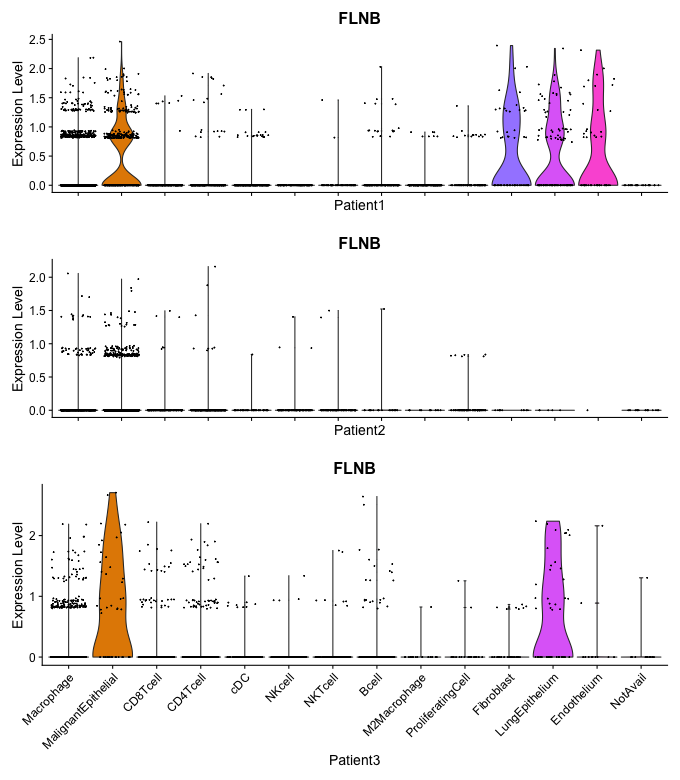 FLNB
Expression Level
2.5
2.0
1.5
1.0
0.5
0.0
Patient1
FLNB
Expression Level
2.0
1.5
1.0
0.5
0.0
Patient2
FLNB
Expression Level
2
1
0
Macrophage
MalignantEpithelial
CD8Tcell
CD4Tcell
cDC
NKcell
NKTcell
Bcell
M2Macrophage
ProliferatingCell
Fibroblast
LungEpithelium
Endothelium
NotAvail
Patient3